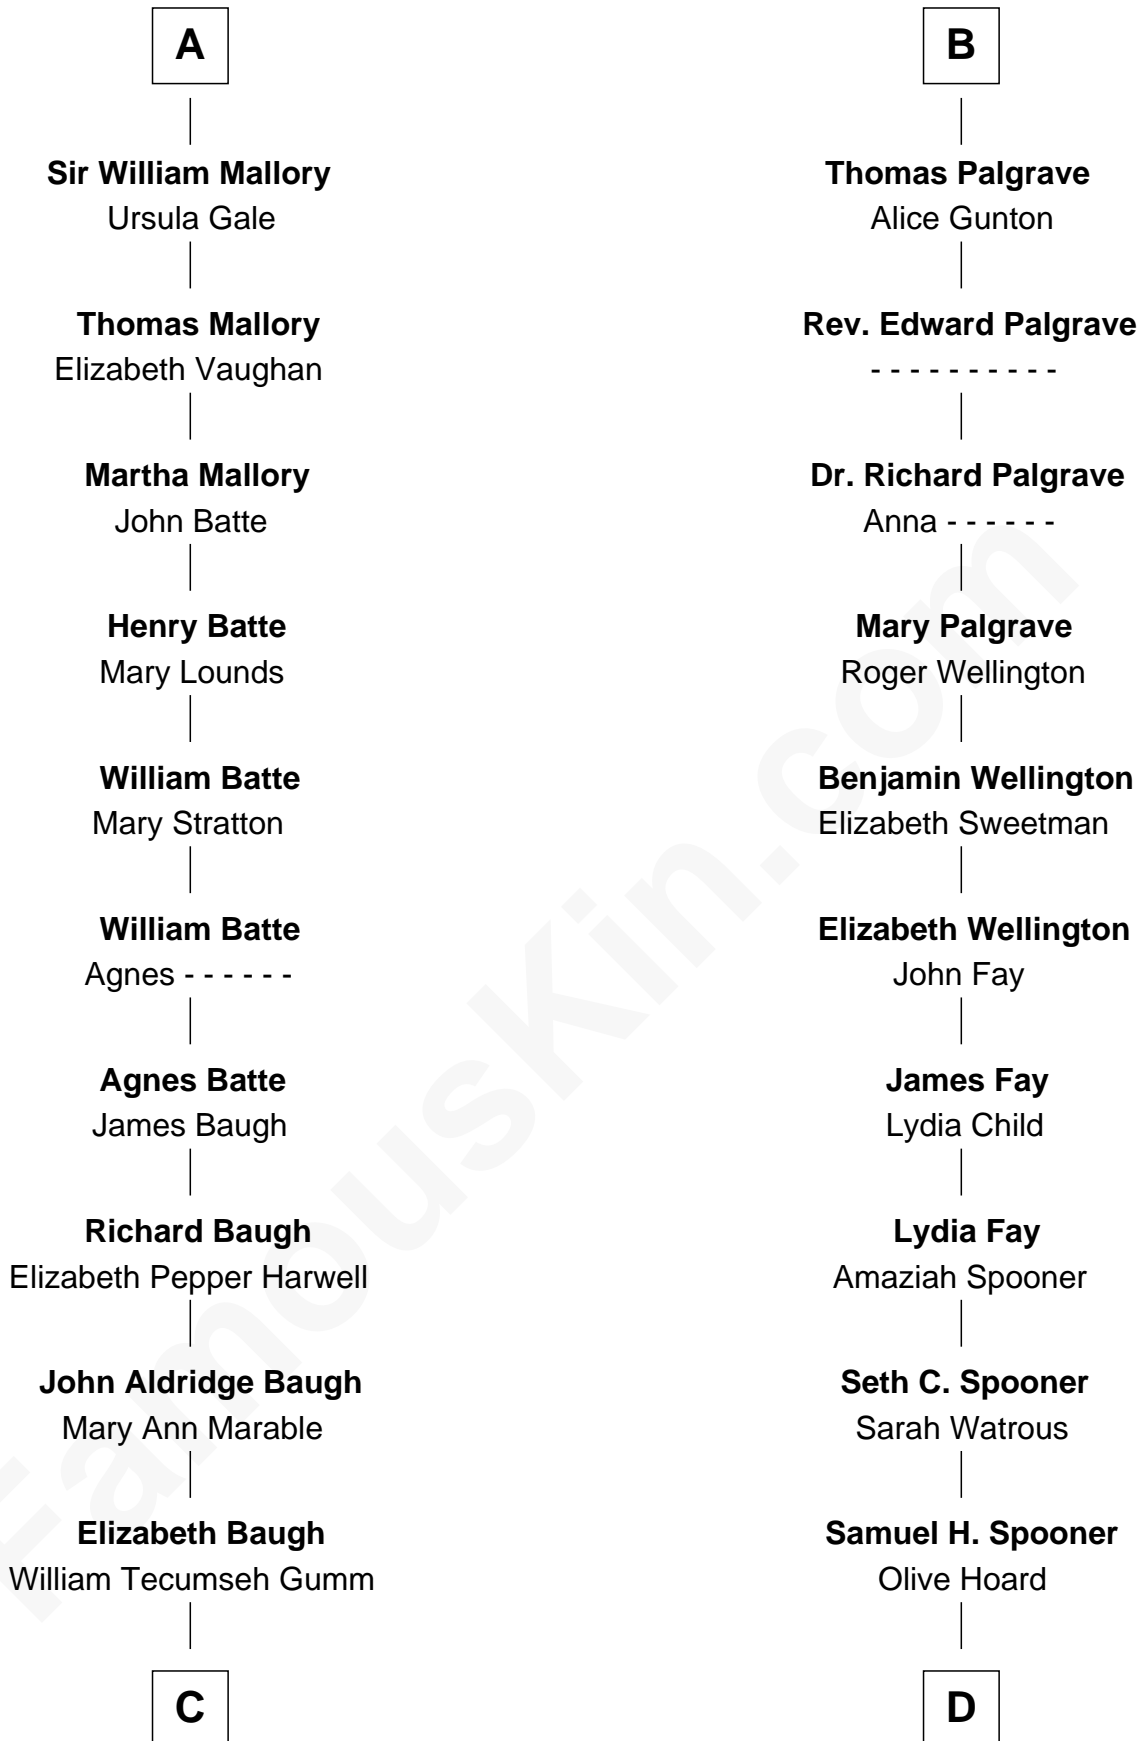 A
Sir William Mallory
Ursula Gale
Thomas Mallory
Elizabeth Vaughan
Martha Mallory
John Batte
Henry Batte
Mary Lounds
William Batte
Mary Stratton
William Batte
Agnes - - - - - -
Agnes Batte
James Baugh
Richard Baugh
Elizabeth Pepper Harwell
John Aldridge Baugh
Mary Ann Marable
Elizabeth Baugh
William Tecumseh Gumm
C
B
Thomas Palgrave
Alice Gunton
Rev. Edward Palgrave
- - - - - - - - - -
Dr. Richard Palgrave
Anna - - - - - -
Mary Palgrave
Roger Wellington
Benjamin Wellington
Elizabeth Sweetman
Elizabeth Wellington
John Fay
James Fay
Lydia Child
Lydia Fay
Amaziah Spooner
Seth C. Spooner
Sarah Watrous
Samuel H. Spooner
Olive Hoard
D
FamousKin.com